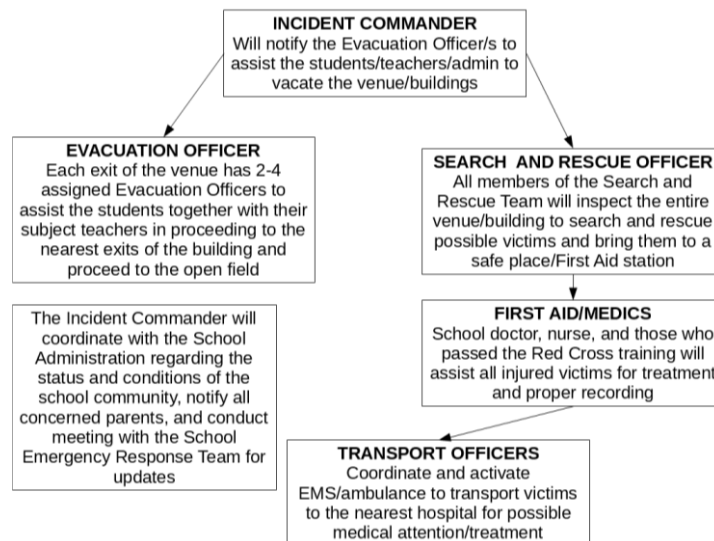 INCIDENT COMMANDER
Will notify the Evacuation Officer/s to
assist the students/teachers/admin to
vacate the venue/buildings
EVACUATION OFFICER
Each exit of the venue has 2-4
assigned Evacuation Officers to
assist the students together with their
subject teachers in proceeding to the
nearest exits of the building and
proceed to the open field
SEARCH AND RESCUE OFFICER
All members of the Search and
Rescue Team will inspect the entire
venue/building to search and rescue
possible victims and bring them to a
safe place/First Aid station
The Incident Commander will
coordinate with the School
Administration regarding the
status and conditions of the
school community, notify all
concerned parents, and conduct
meeting with the School
Emergency Response Team for
updates
FIRST AID/MEDICS
School doctor, nurse, and those who
passed the Red Cross training will
assist all injured victims for treatment
and proper recording
TRANSPORT OFFICERS
Coordinate and activate
EMS/ambulance to transport victims
to the nearest hospital for possible
medical attention/treatment